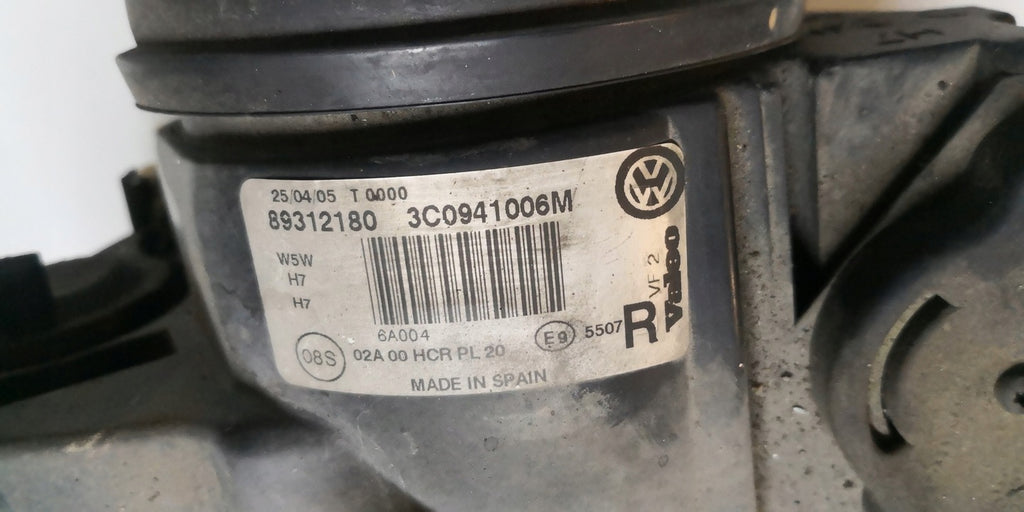 25/04/05 T 0000
89312180 3C0941006M
W5W
H7
H7
VF 2
Valeo
6A004
08S 02A 00 HCR PL 20 E9 5507 R
MADE IN SPAIN